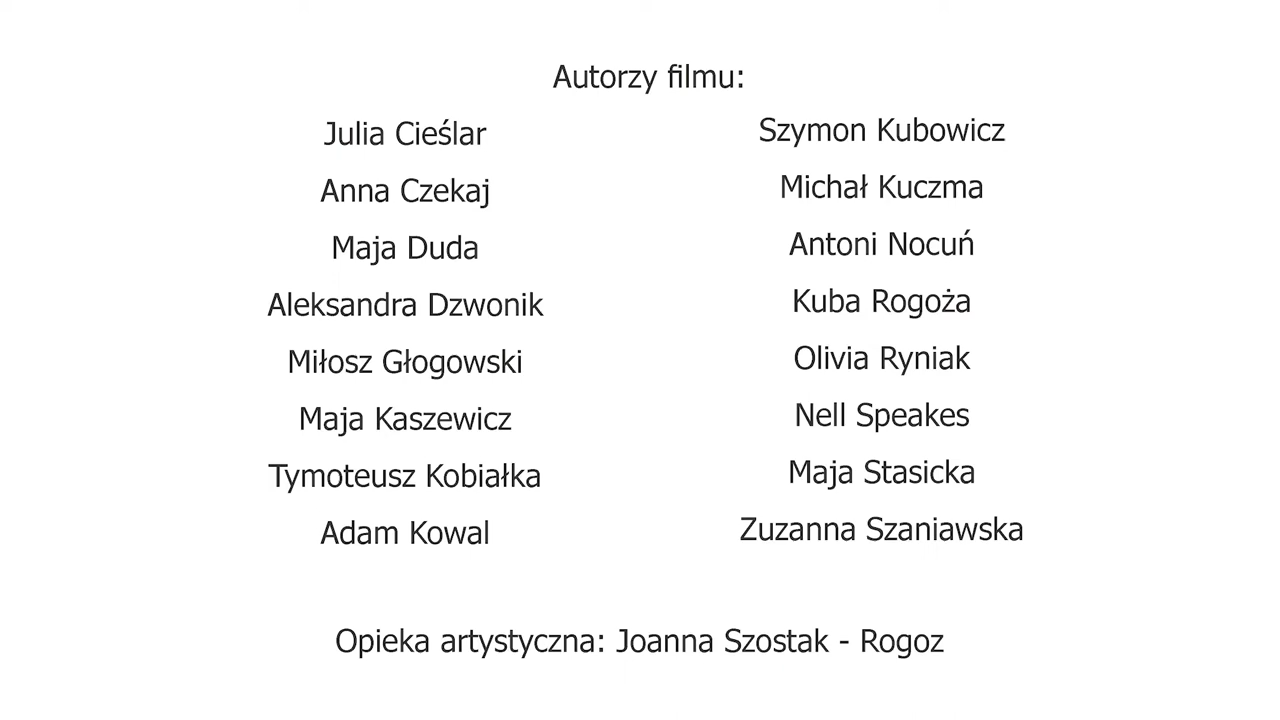 Autorzy filmu:
Julia Cieślar
Anna Czekaj
Maja Duda
Aleksandra Dzwonik
Miłosz Głogowski
Maja Kaszewicz
Tymoteusz Kobiałka
Adam Kowal
Szymon Kubowicz
Michał Kuczma
Antoni Nocuń
Kuba Rogoża
Olivia Ryniak
Nell Speakes
Maja Stasicka
Zuzanna Szaniawska
Opieka artystyczna: Joanna Szostak - Rogoz